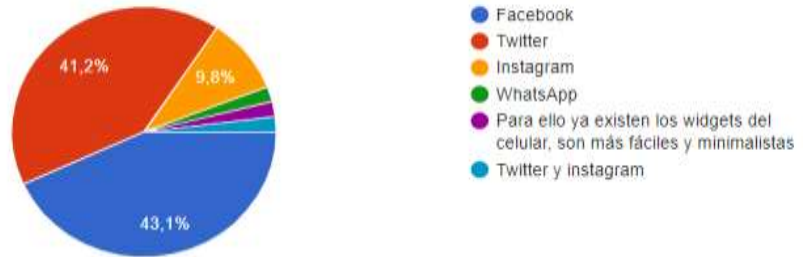 41,2%
9,8%
43,1%
Facebook
Twitter
Instagram
WhatsApp
Para ello ya existen los widgets del
celular, son más fáciles y minimalistas
Twitter y instagram